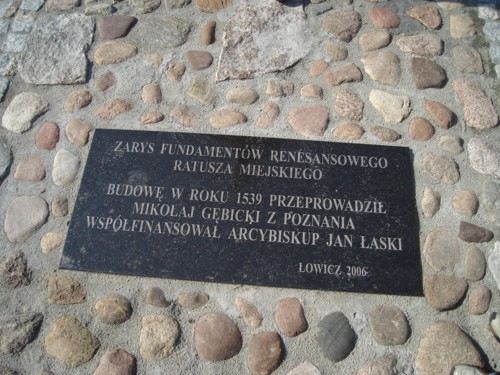 ZARYS FUNDAMENTÓW RENESANSOWEGO
RATUSZA MIEJSKIEGO
BUDOWĘ W ROKU 1539 PRZEPROWADZIŁ
MIKOŁAJ GĘBICKI Z POZNANIA
WSPÓŁFINANSOWAŁ ARCYBISKUP JAN ŁASKI
ŁOWICZ 2006